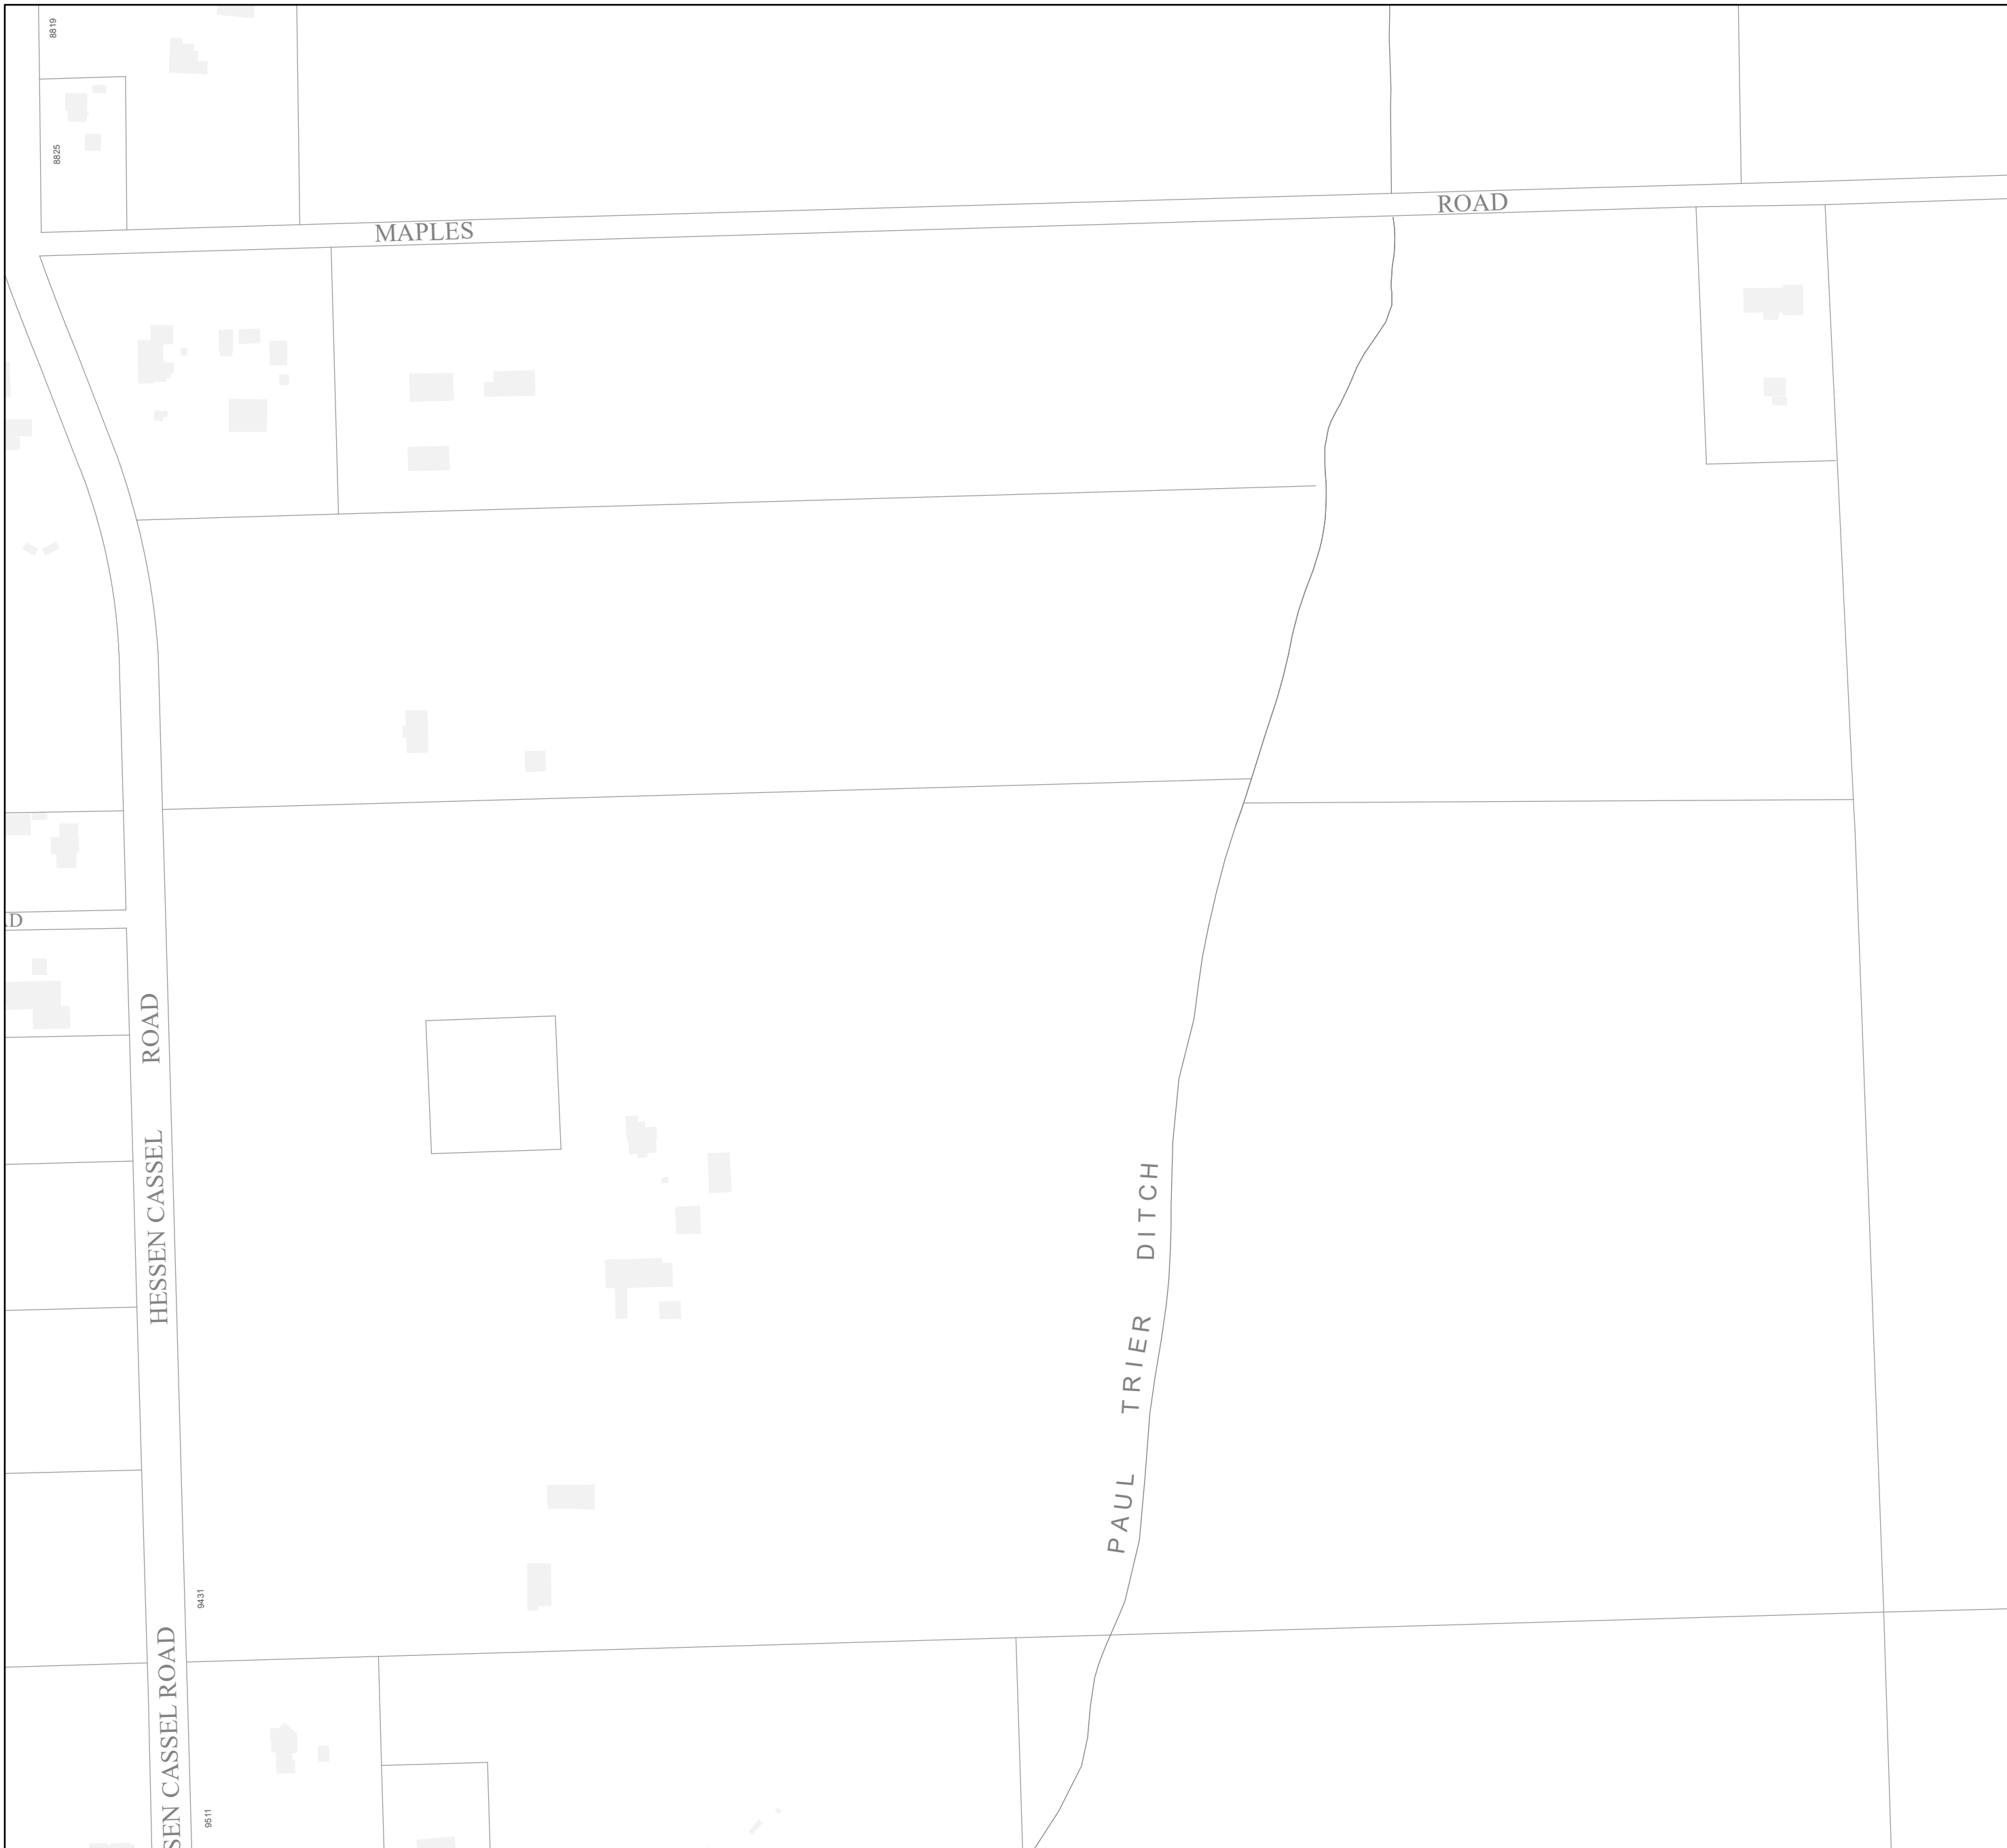 8819
8825
MAPLES ROAD
HESSEN CASSEL ROAD
PAUL TRIER DITCH
9431
SEN CASSEL ROAD
9511